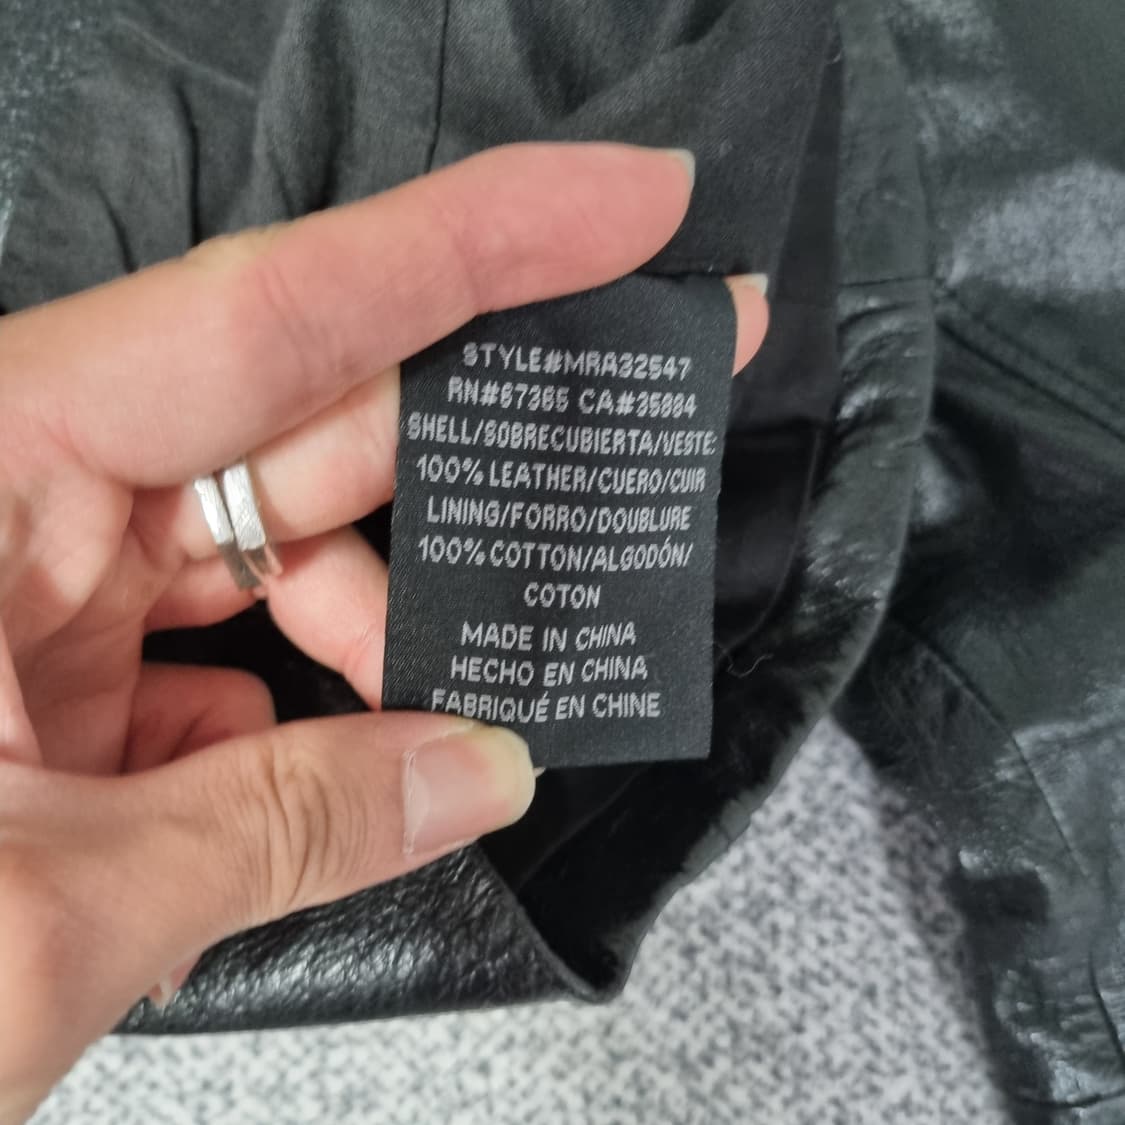 STYLE#MRA32547
RN#67365 CA#35884
SHELL/SOBRECUBIERTA/VESTE:
100% LEATHER/CUERO/CUIR
LINING/FORRO/DOUBLURE
100% COTTON/ALGODÓN/
COTON
MADE IN CHINA
HECHO EN CHINA
FABRIQUÉ EN CHINE